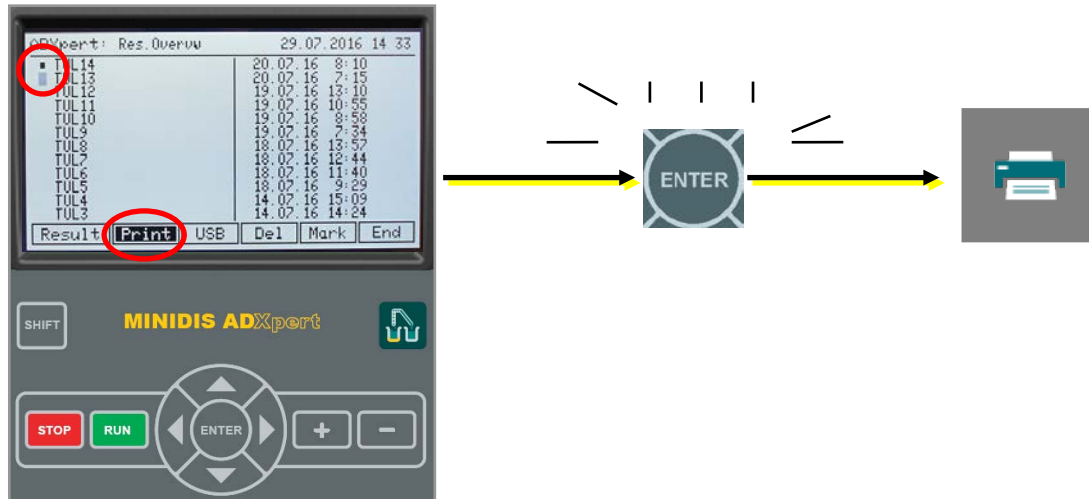 ADXpert: Res.Overvw 29.07.2016 14 33
TUL14 20.07.16 8:10
TUL13 20.07.16 7:15
TUL12 19.07.16 13:10
TUL11 19.07.16 10:55
TUL10 19.07.16 8:58
TUL9 19.07.16 7:34
TUL8 18.07.16 13:57
TUL7 18.07.16 12:44
TUL6 18.07.16 11:40
TUL5 18.07.16 9:29
TUL4 14.07.16 15:09
TUL3 14.07.16 14:24
Result Print USB Del Mark End
ENTER
SHIFT
MINIDIS ADXpert
STOP
RUN
ENTER
+
-